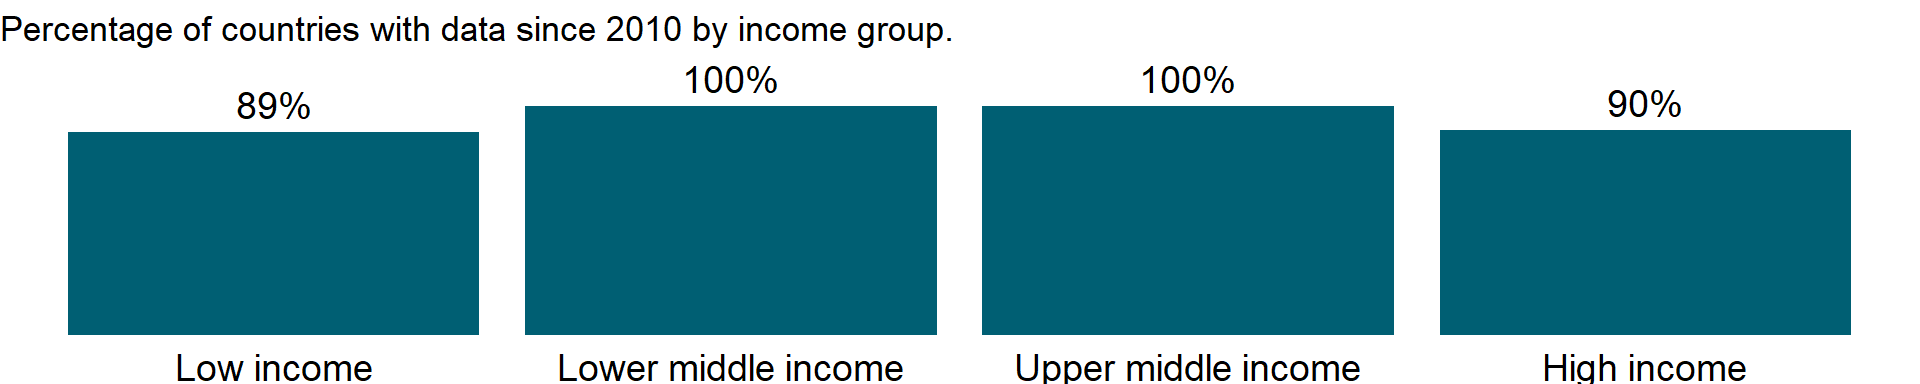 Percentage of countries with data since 2010 by income group.
100% 100%
89% 90%
Low income Lower middle income Upper middle income High income